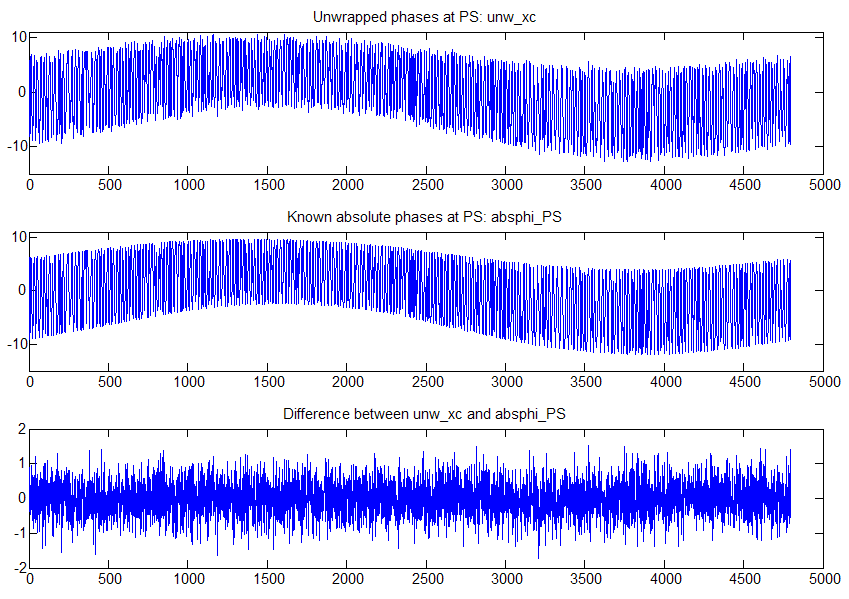 Unwrapped phases at PS: unw_xc
10
0
-10
0 500 1000 1500 2000 2500 3000 3500 4000 4500 5000
Known absolute phases at PS: absphi_PS
10
0
-10
0 500 1000 1500 2000 2500 3000 3500 4000 4500 5000
Difference between unw_xc and absphi_PS
2
1
0
-1
-2
0 500 1000 1500 2000 2500 3000 3500 4000 4500 5000